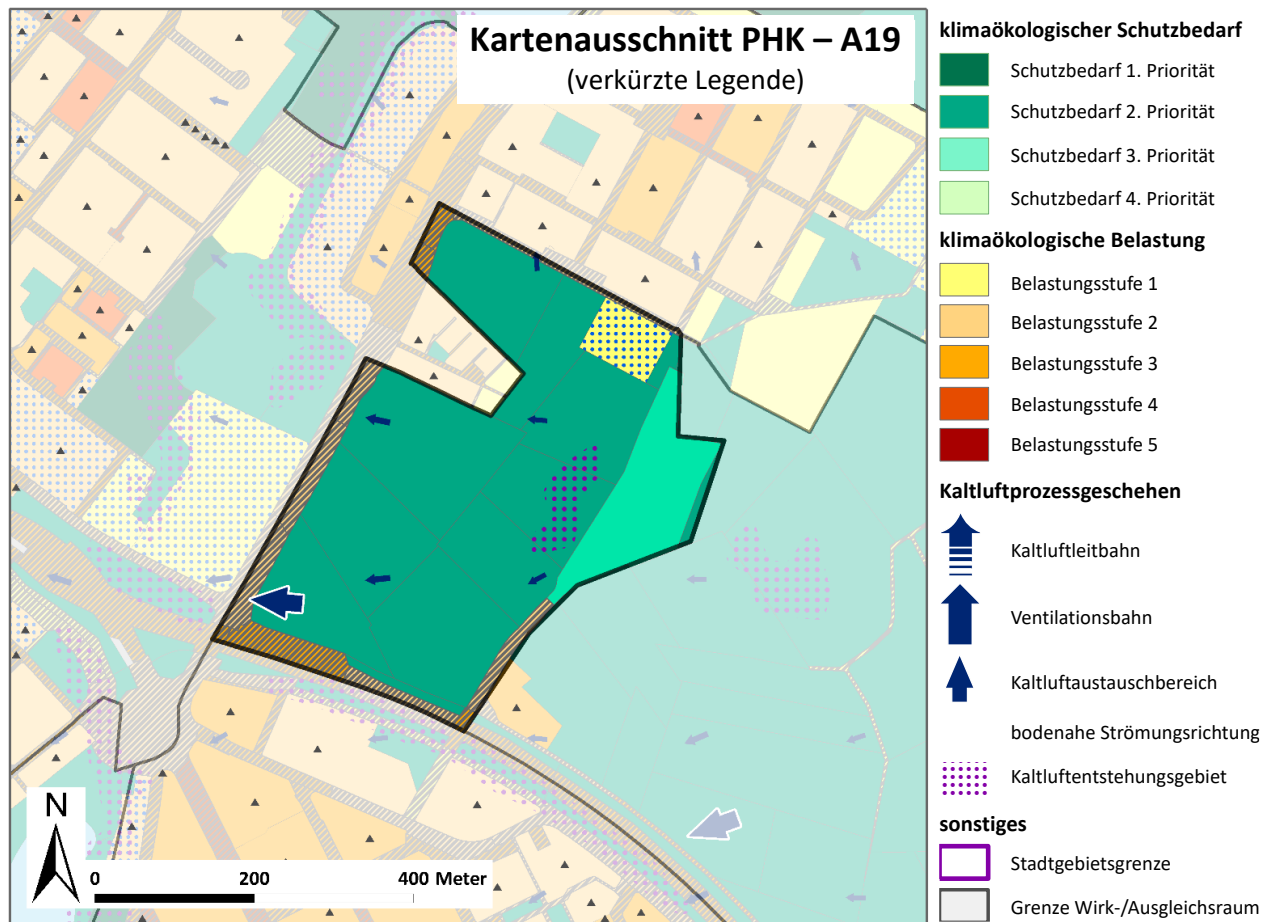 Kartenausschnitt PHK – A19
(verkürzte Legende)
klimaökologischer Schutzbedarf
Schutzbedarf 1. Priorität
Schutzbedarf 2. Priorität
Schutzbedarf 3. Priorität
Schutzbedarf 4. Priorität
klimaökologische Belastung
Belastungsstufe 1
Belastungsstufe 2
Belastungsstufe 3
Belastungsstufe 4
Belastungsstufe 5
Kaltluftprozessgeschehen
Kaltluftleitbahn
Ventilationsbahn
Kaltluftaustauschbereich
bodenahe Strömungsrichtung
Kaltluftentstehungsgebiet
sonstiges
Stadtgebietsgrenze
Grenze Wirk-/Ausgleichsraum
N
0 200 400 Meter